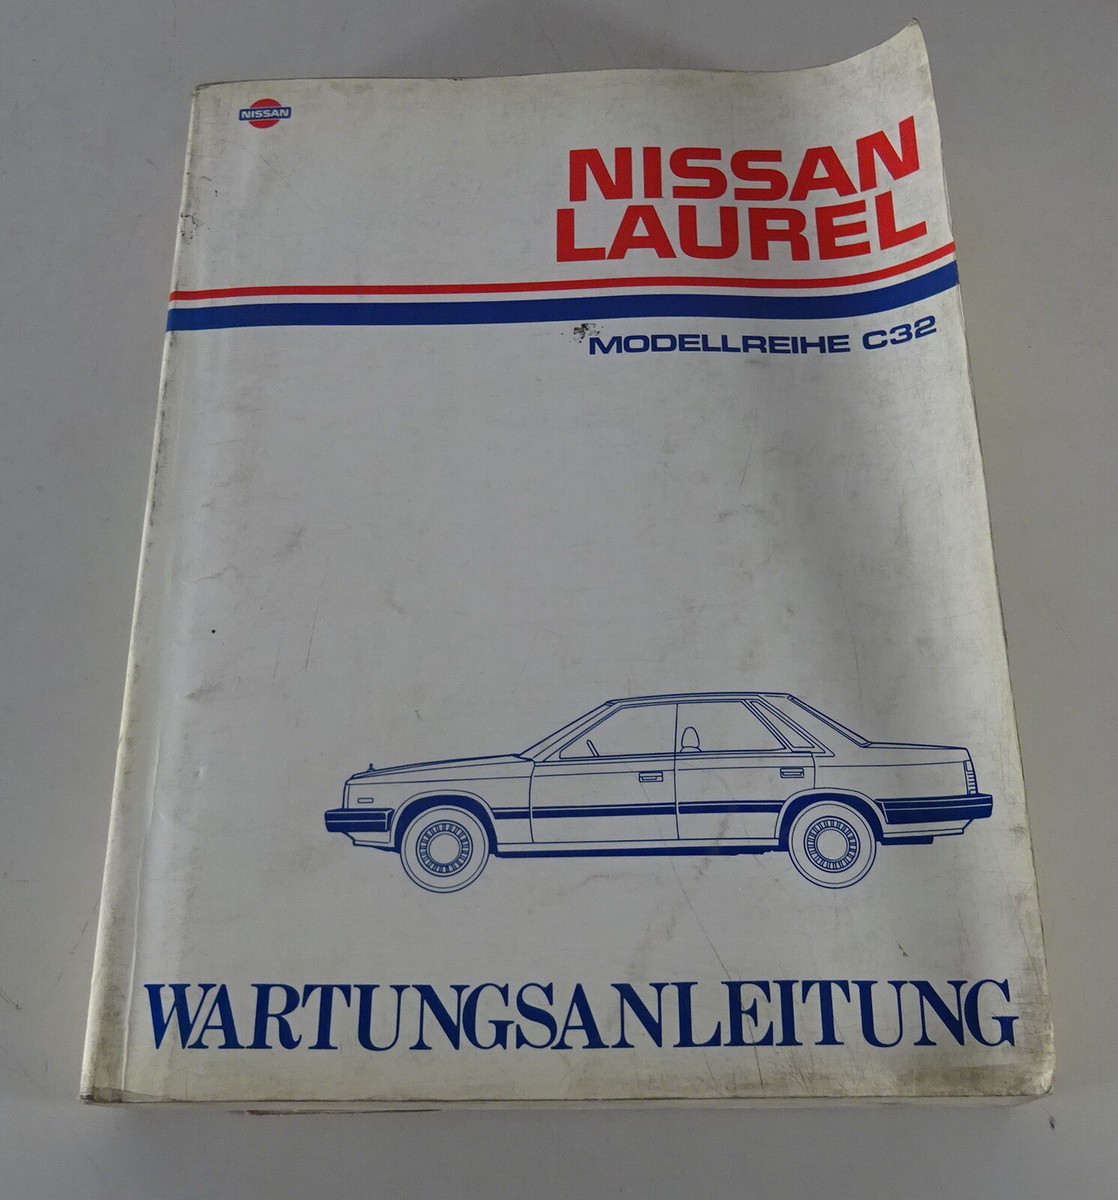 NISSAN
NISSAN
LAUREL
MODELLREIHE C32
WARTUNGSANLEITUNG